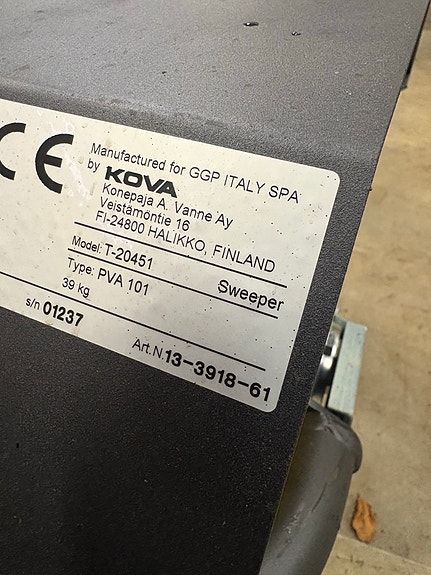 CE
Manufactured for GGP ITALY SPA
by KOVA
Konepaja A. Vanne Ay
Veistämöntie 16
FI-24800 HALIKKO, FINLAND
Model: T-20451
Type: PVA 101 Sweeper
39 kg
s/n 01237 Art.N. 13-3918-61